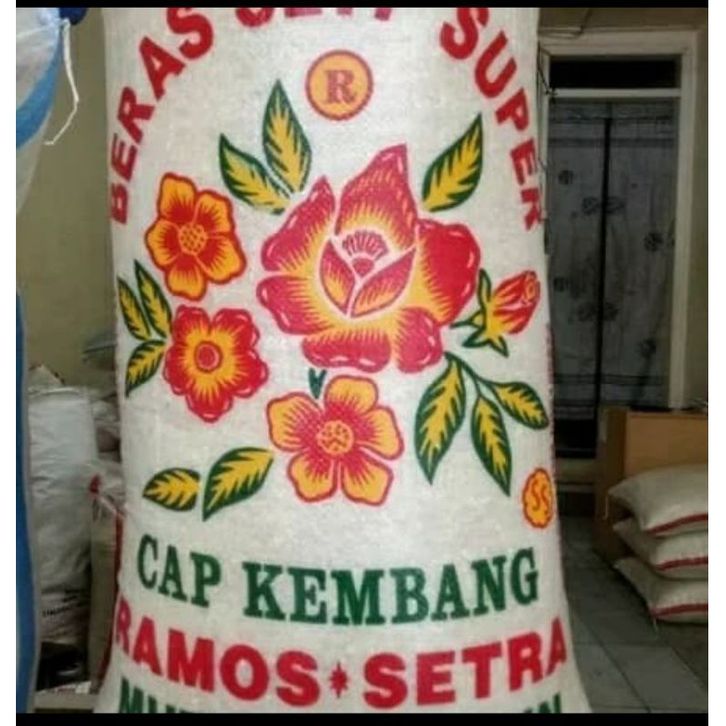 BERAS SUPER
R
SS
CAP KEMBANG
RAMOS SETRA